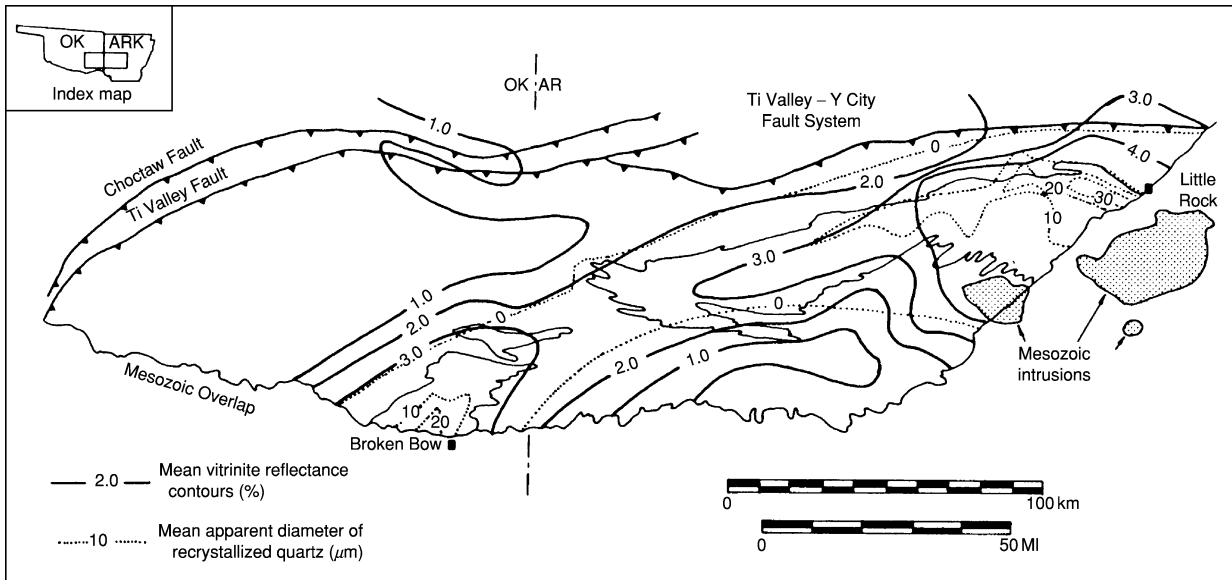 OK ARK
Index map
OK AR
Ti Valley – Y City
Fault System
Choctaw Fault
Ti Valley Fault
1.0
3.0
0
4.0
2.0
20
30
10
Little
Rock
3.0
1.0
2.0
0
3.0
0
2.0
1.0
10
20
Mesozoic Overlap
Broken Bow
Mesozoic
intrusions
2.0 Mean vitrinite reflectance
contours (%)
10 Mean apparent diameter of
recrystallized quartz (μm)
0 100 km
0 50 MI